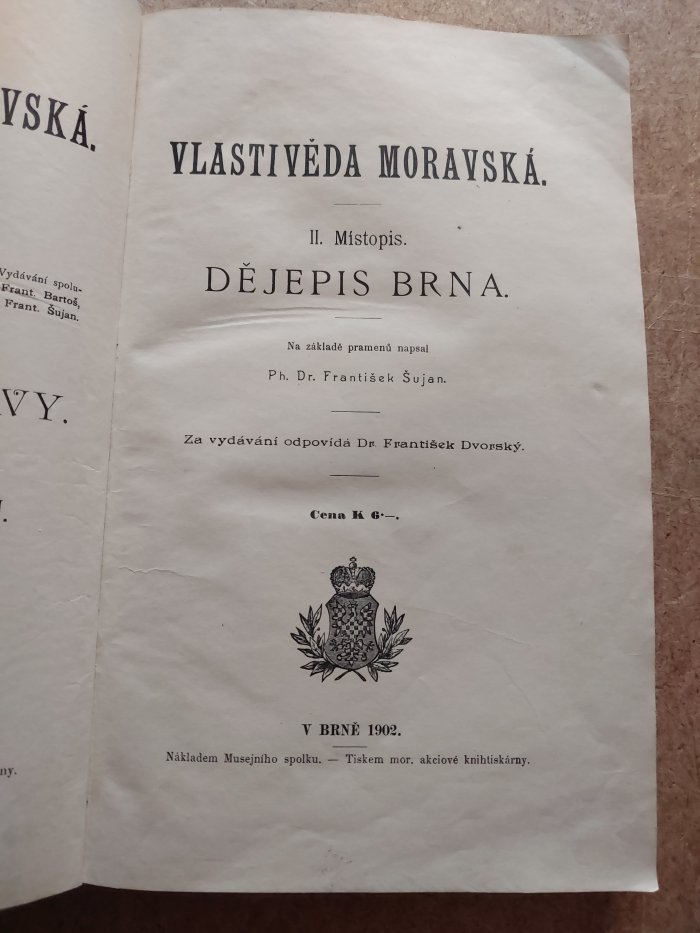 VSKÁ.
Vydávání spolu-
Frant. Bartoš,
Frant. Šujan.
VY.
I.
ny.
VLASTIVĚDA MORAVSKÁ.
II. Místopis.
DĚJEPIS BRNA.
Na základě pramenů napsal
Ph. Dr. František Šujan.
Za vydávání odpovídá Dr. František Dvorský.
Cena K 6·–.
V BRNĚ 1902.
Nákladem Musejního spolku. — Tiskem mor. akciové knihtiskárny.